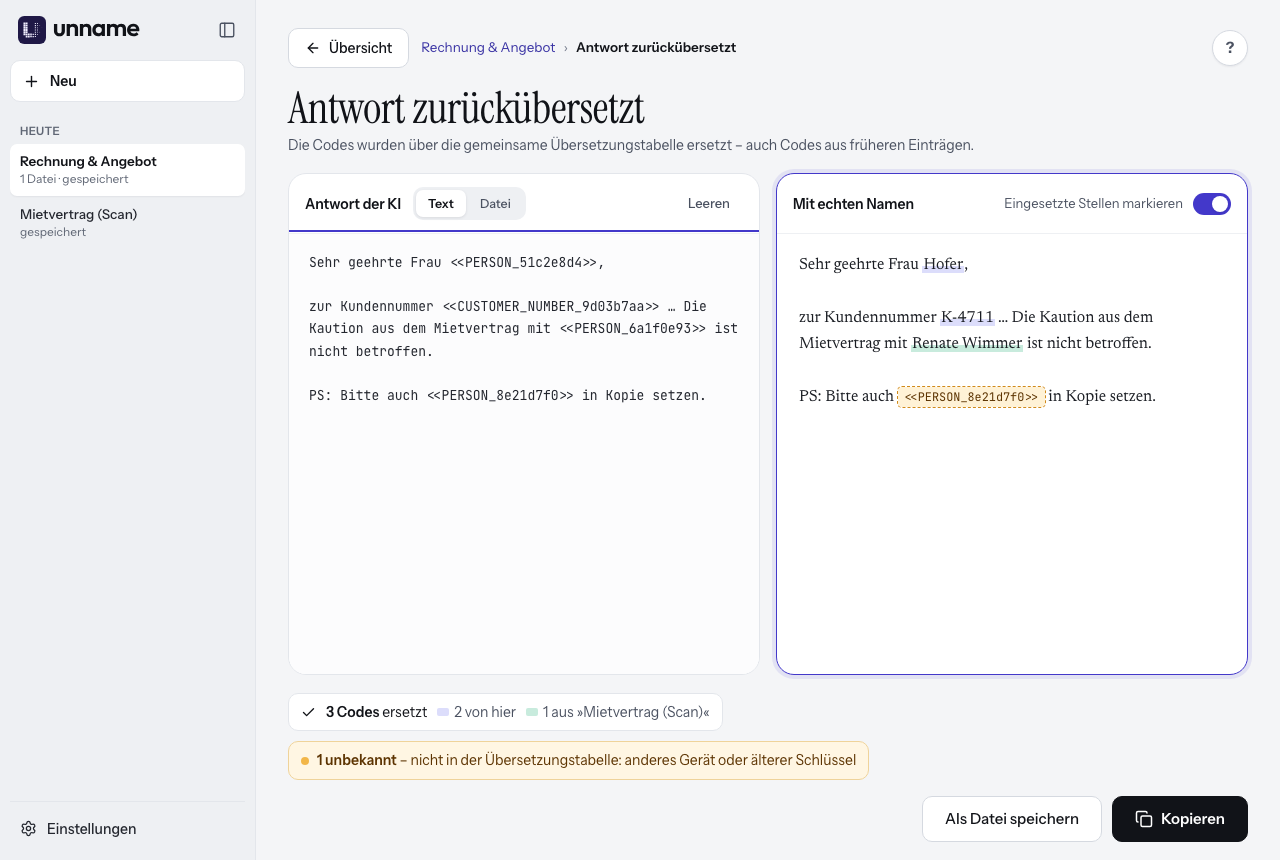 unname
Neu
HEUTE
Rechnung & Angebot
1 Datei · gespeichert
Mietvertrag (Scan)
gespeichert
Einstellungen
Übersicht
Rechnung & Angebot › Antwort zurückübersetzt
?
Antwort zurückübersetzt
Die Codes wurden über die gemeinsame Übersetzungstabelle ersetzt – auch Codes aus früheren Einträgen.
Antwort der KI
Text
Datei
Leeren
Sehr geehrte Frau <<PERSON_51c2e8d4>>,
zur Kundennummer <<CUSTOMER_NUMBER_9d03b7aa>> … Die
Kaution aus dem Mietvertrag mit <<PERSON_6a1f0e93>> ist
nicht betroffen.
PS: Bitte auch <<PERSON_8e21d7f0>> in Kopie setzen.
Mit echten Namen
Eingesetzte Stellen markieren
Sehr geehrte Frau Hofer,
zur Kundennummer K-4711 … Die Kaution aus dem
Mietvertrag mit Renate Wimmer ist nicht betroffen.
PS: Bitte auch <<PERSON_8e21d7f0>> in Kopie setzen.
3 Codes ersetzt 2 von hier 1 aus »Mietvertrag (Scan)«
1 unbekannt – nicht in der Übersetzungstabelle: anderes Gerät oder älterer Schlüssel
Als Datei speichern
Kopieren